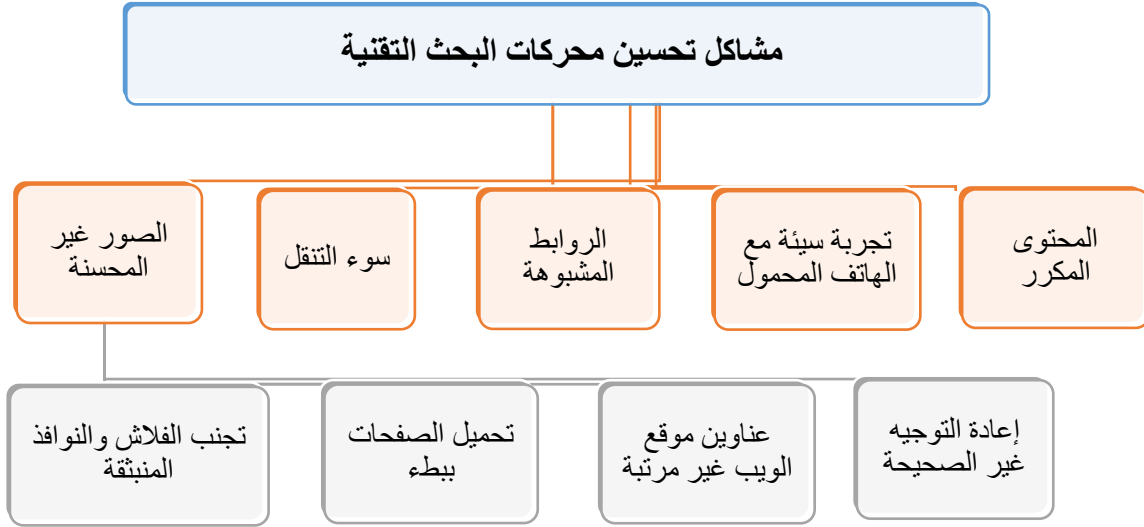 مشاكل تحسين محركات البحث التقنية
المحتوى
المكرر
تجربة سيئة مع
الهاتف المحمول
الروابط
المشبوهة
سوء التنقل
الصور غير
المحسنة
إعادة التوجيه
غير الصحيحة
عناوين موقع
الويب غير مرتبة
تحميل الصفحات
ببطء
تجنب الفلاش والنوافذ
المنبثقة